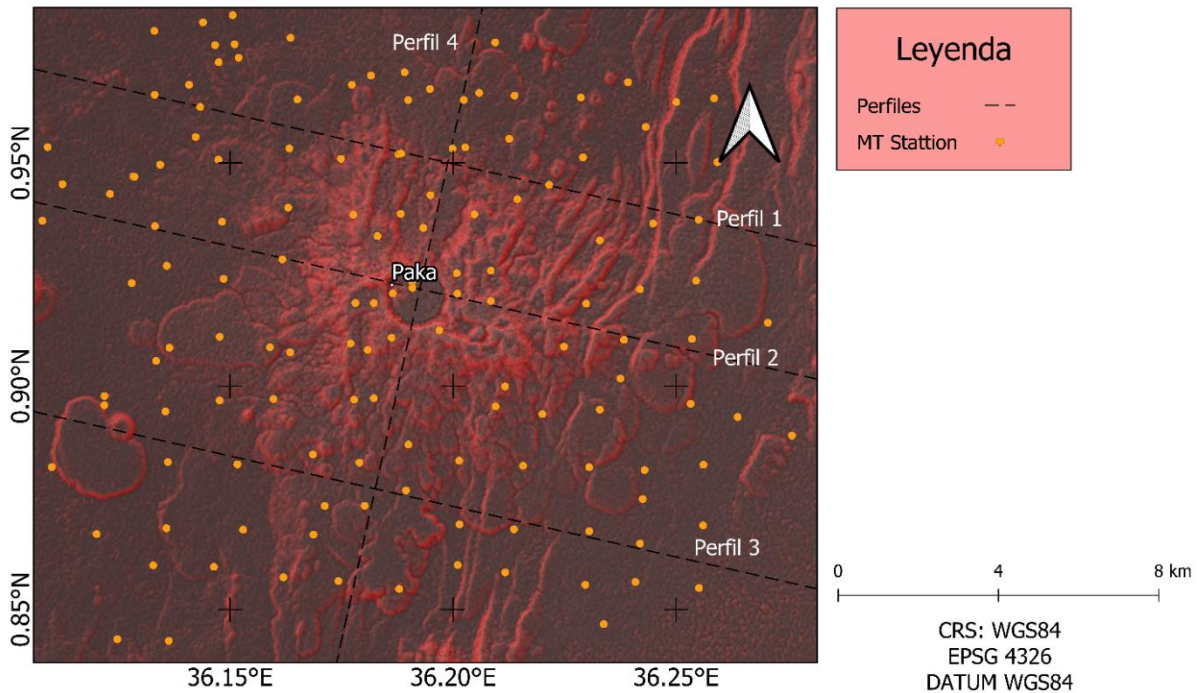 Perfil 4
Perfil 1
Paka
Perfil 2
Perfil 3
0.95°N
0.90°N
0.85°N
36.15°E
36.20°E
36.25°E
Leyenda
Perfiles
MT Stattion
0
4
8 km
CRS: WGS84
EPSG 4326
DATUM WGS84